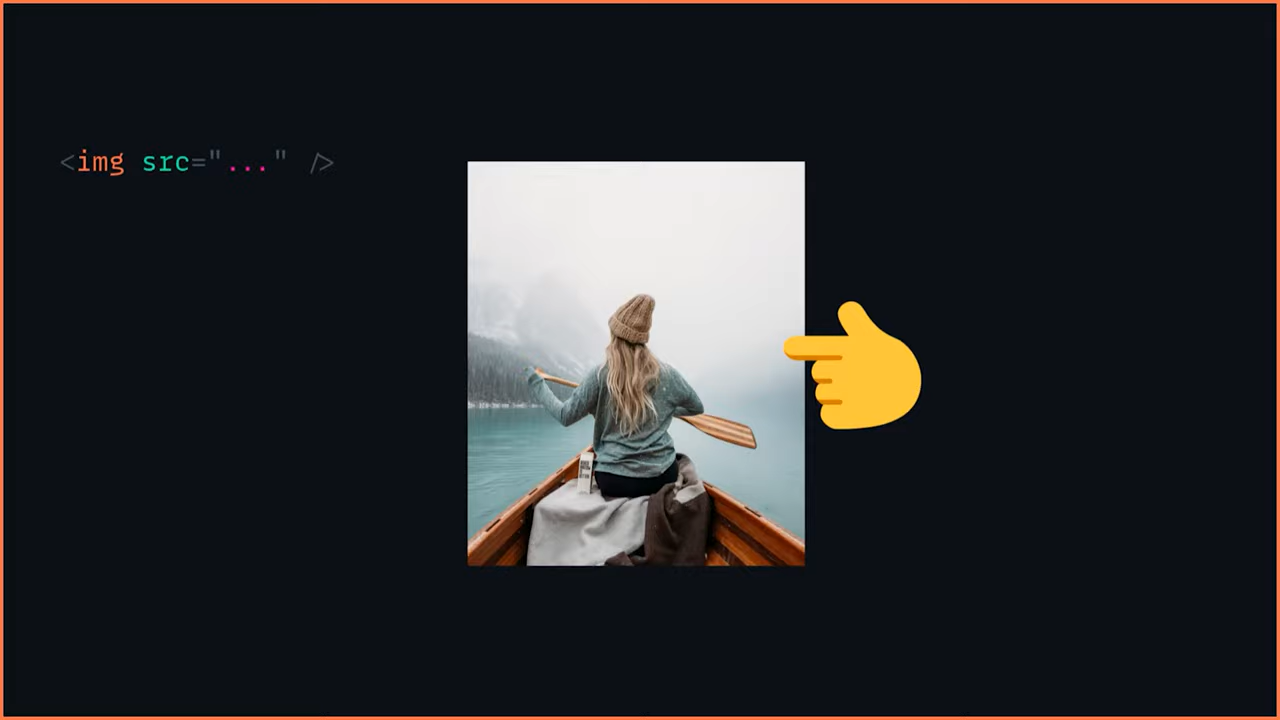 <img src="..." />